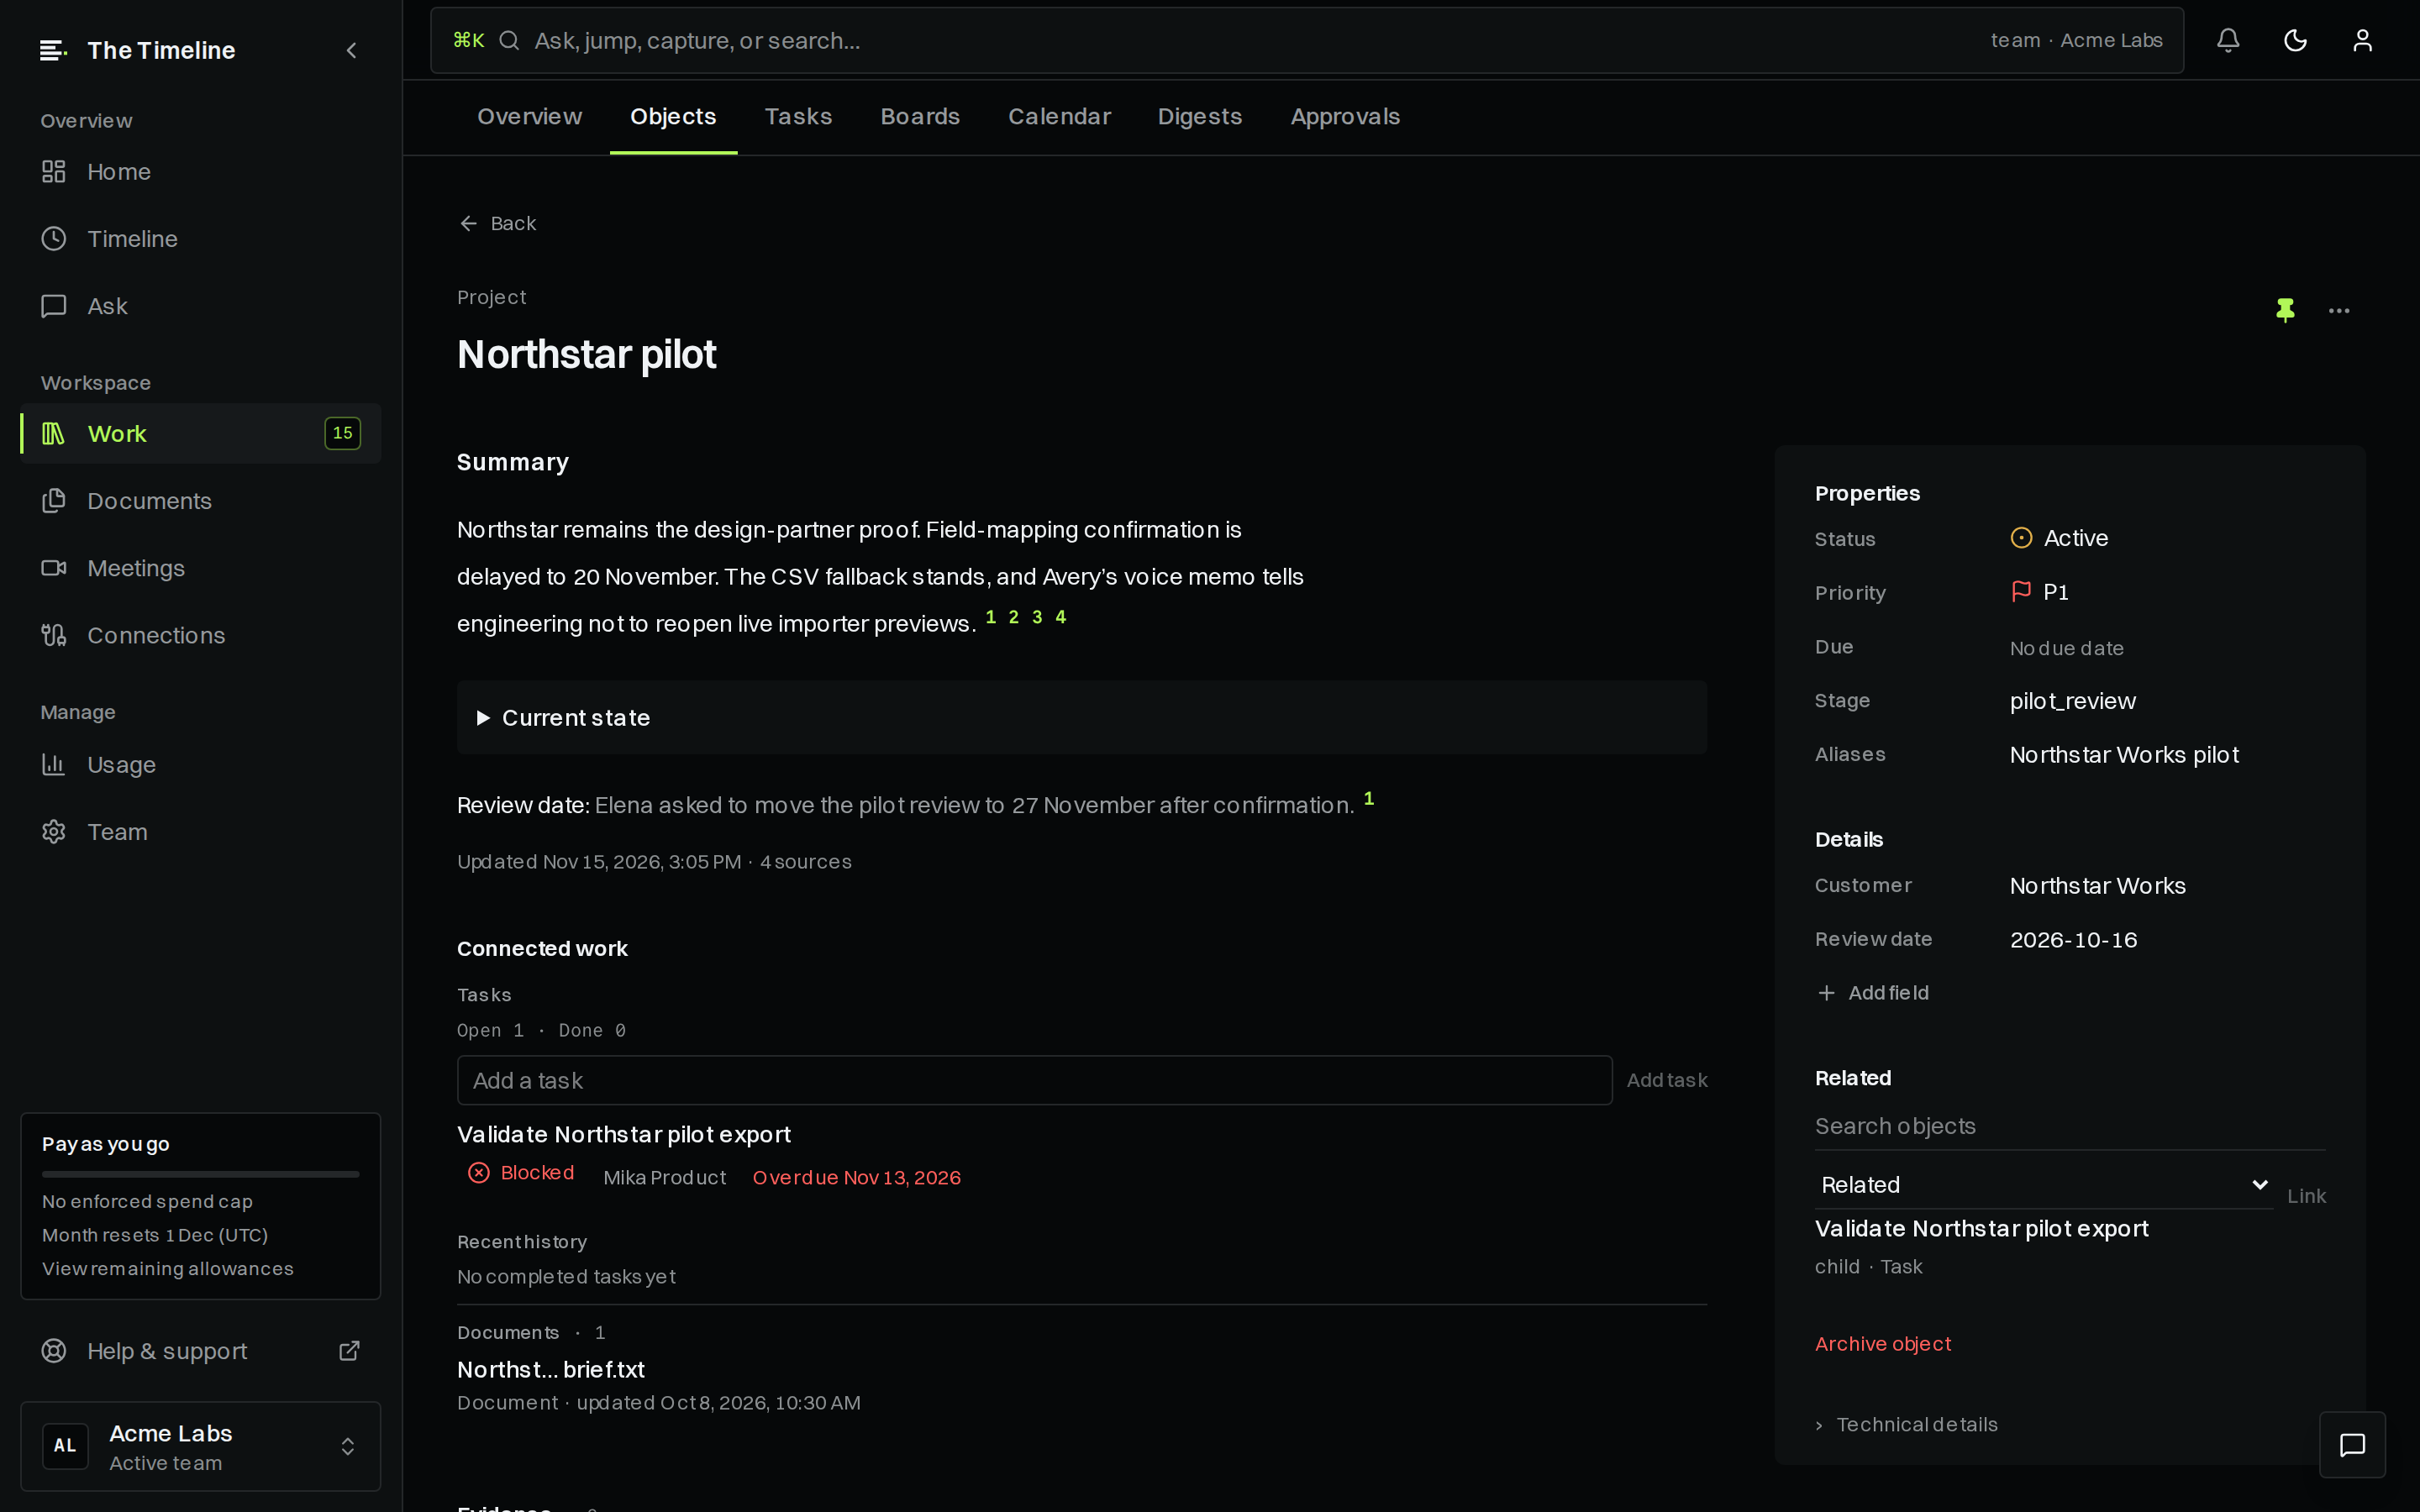 The Timeline
⌘K Ask, jump, capture, or search... team · Acme Labs
Overview
Home
Timeline
Ask
Workspace
Work 15
Documents
Meetings
Connections
Manage
Usage
Team
Pay as you go
No enforced spend cap
Month resets 1 Dec (UTC)
View remaining allowances
Help & support
AL Acme Labs
Active team
Overview Objects Tasks Boards Calendar Digests Approvals
Back
Project
Northstar pilot
Summary
Northstar remains the design-partner proof. Field-mapping confirmation is
delayed to 20 November. The CSV fallback stands, and Avery’s voice memo tells
engineering not to reopen live importer previews. 1 2 3 4
Current state
Review date: Elena asked to move the pilot review to 27 November after confirmation. 1
Updated Nov 15, 2026, 3:05 PM · 4 sources
Connected work
Tasks
Open 1 · Done 0
Add a task Add task
Validate Northstar pilot export
Blocked Mika Product Overdue Nov 13, 2026
Recent history
No completed tasks yet
Documents · 1
Northst... brief.txt
Document · updated Oct 8, 2026, 10:30 AM
Properties
Status Active
Priority P1
Due No due date
Stage pilot_review
Aliases Northstar Works pilot
Details
Customer Northstar Works
Review date 2026-10-16
Add field
Related
Search objects
Related Link
Validate Northstar pilot export
child · Task
Archive object
› Technical details